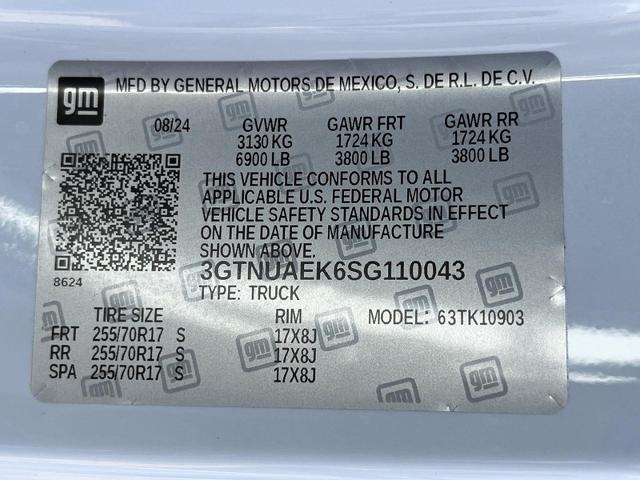 gm
MFD BY GENERAL MOTORS DE MEXICO, S. DE R.L. DE C.V.
08/24 GVWR GAWR FRT GAWR RR
3130 KG 1724 KG 1724 KG
6900 LB 3800 LB 3800 LB
THIS VEHICLE CONFORMS TO ALL
APPLICABLE U.S. FEDERAL MOTOR
VEHICLE SAFETY STANDARDS IN EFFECT
ON THE DATE OF MANUFACTURE
SHOWN ABOVE.
3GTNUAEK6SG110043
8624
TYPE: TRUCK
TIRE SIZE RIM MODEL: 63TK10903
FRT 255/70R17 S 17X8J
RR 255/70R17 S 17X8J
SPA 255/70R17 S 17X8J